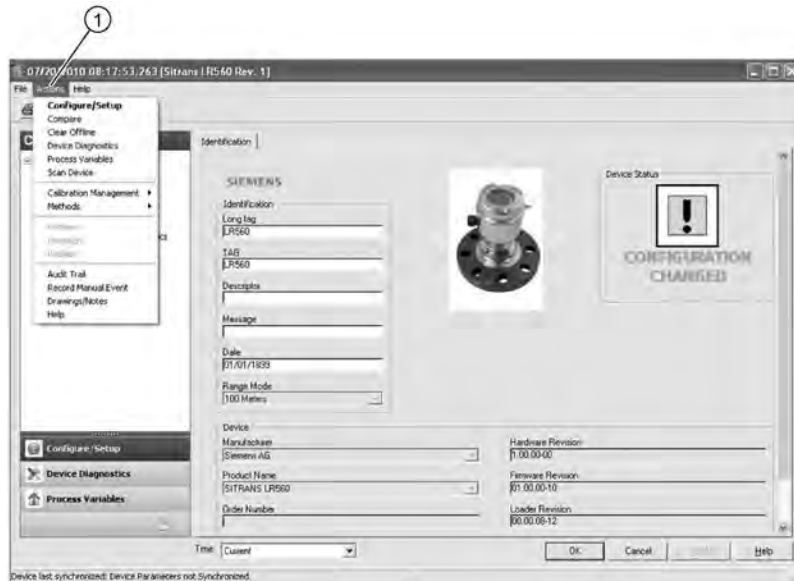 1
07/20/2010 08:17:53.263 [Sitrans LR560 Rev. 1]
File Actions Help
Configure/Setup
Compare
Clear Offline
Device Diagnostics
Process Variables
Scan Device
Calibration Management
Methods
Audit Trail
Record Manual Event
Drawings/Notes
Help
Configure/Setup
Device Diagnostics
Process Variables
Identification
SIEMENS
Identification
Long tag
LR560
TAG
LR560
Descriptor
Message
Date
01/01/1899
Range Mode
100 Meters
Device Status
!
CONFIGURATION
CHANGED
Device
Manufacturer
Siemens AG
Product Name
SITRANS LR560
Order Number
Hardware Revision
1.00.00-00
Firmware Revision
01.00.00-10
Loader Revision
00.00.08-12
Time: Current
OK Cancel Help
Device last synchronized: Device Parameters not Synchronized.